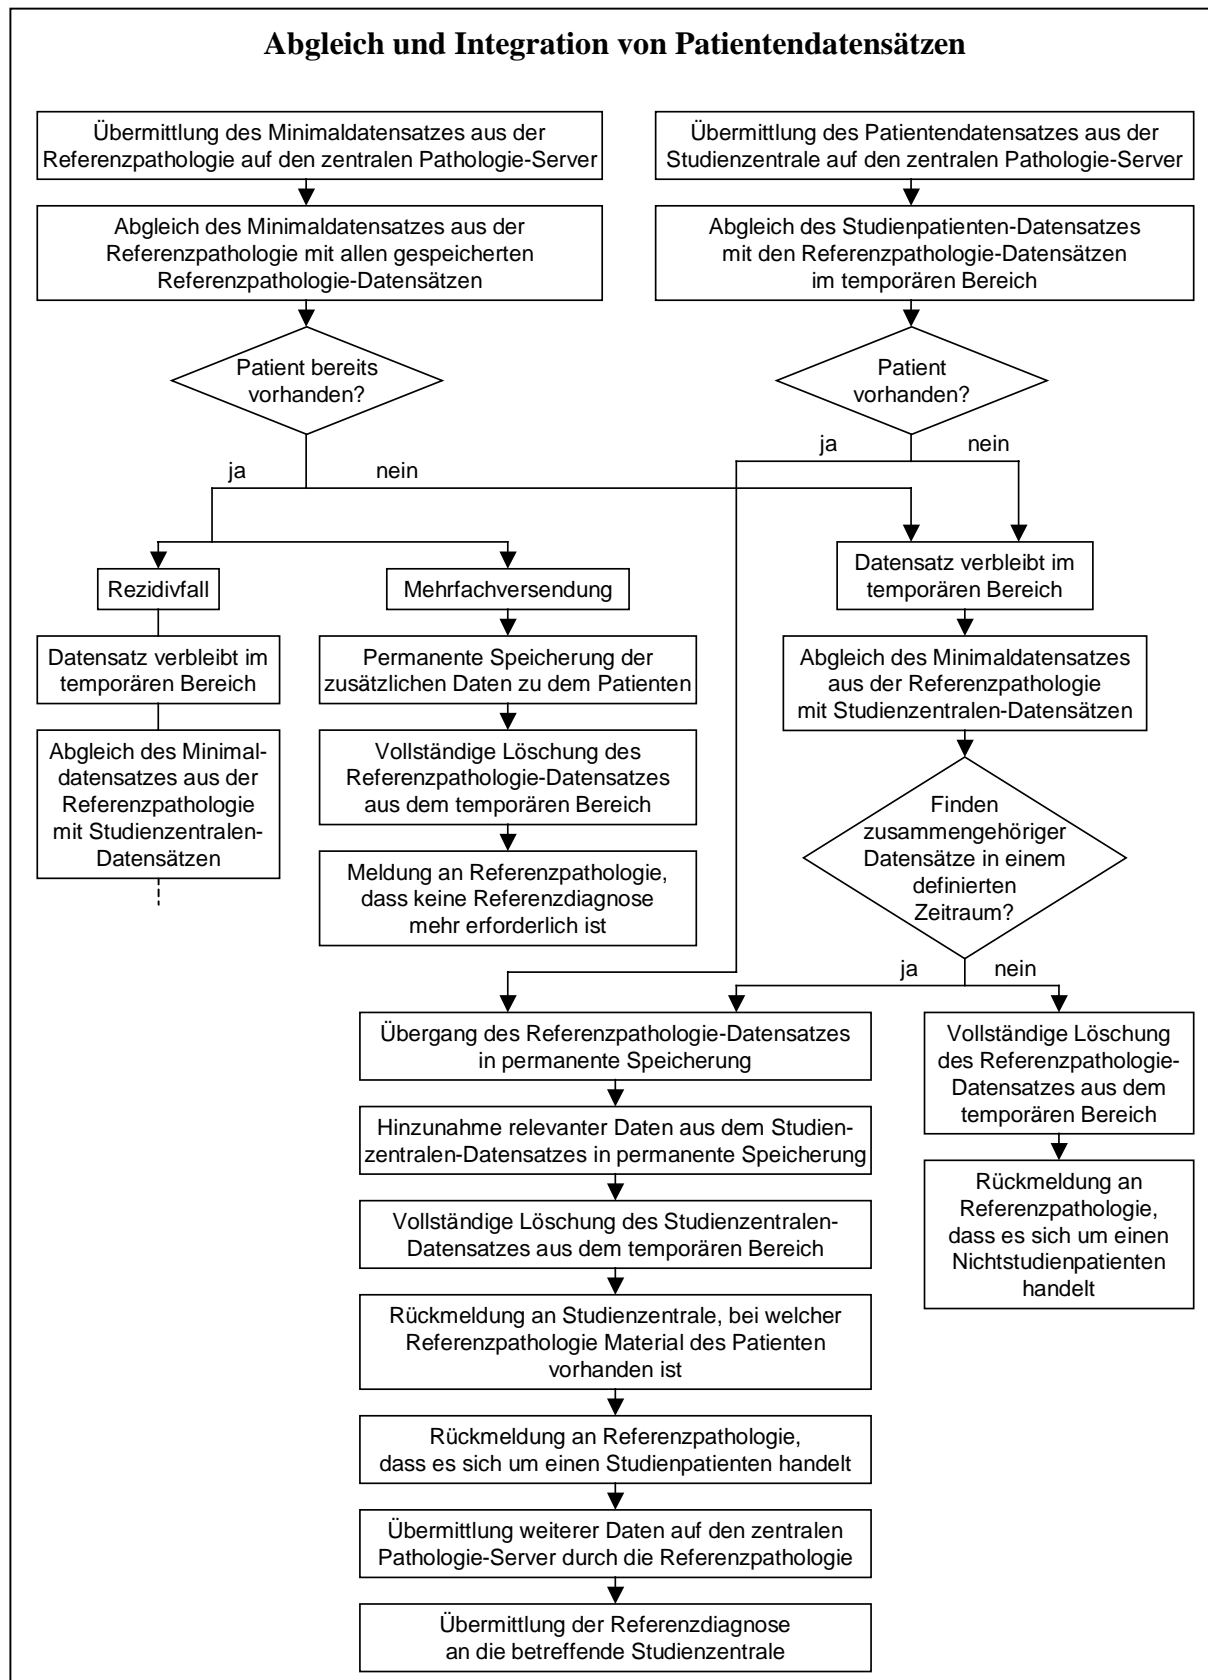 Abgleich und Integration von Patientendatensätzen
Übermittlung des Minimaldatensatzes aus der
Referenzpathologie auf den zentralen Pathologie-Server
Übermittlung des Patientendatensatzes aus der
Studienzentrale auf den zentralen Pathologie-Server
Abgleich des Minimaldatensatzes aus der
Referenzpathologie mit allen gespeicherten
Referenzpathologie-Datensätzen
Abgleich des Studienpatienten-Datensatzes
mit den Referenzpathologie-Datensätzen
im temporären Bereich
Patient bereits
vorhanden?
Patient
vorhanden?
ja
nein
ja
nein
Rezidivfall
Mehrfachversendung
Datensatz verbleibt im
temporären Bereich
Datensatz verbleibt im
temporären Bereich
Permanente Speicherung der
zusätzlichen Daten zu dem Patienten
Abgleich des Minimaldatensatzes
aus der Referenzpathologie
mit Studienzentralen-Datensätzen
Abgleich des Minimal-
datensatzes aus der
Referenzpathologie
mit Studienzentralen-
Datensätzen
Vollständige Löschung des
Referenzpathologie-Datensatzes
aus dem temporären Bereich
Finden
zusammengehöriger
Datensätze in einem
definierten
Zeitraum?
Meldung an Referenzpathologie,
dass keine Referenzdiagnose
mehr erforderlich ist
ja
nein
Übergang des Referenzpathologie-Datensatzes
in permanente Speicherung
Vollständige Löschung
des Referenzpathologie-
Datensatzes aus dem
temporären Bereich
Hinzunahme relevanter Daten aus dem Studien-
zentralen-Datensatzes in permanente Speicherung
Rückmeldung an
Referenzpathologie,
dass es sich um einen
Nichtstudienpatienten
handelt
Vollständige Löschung des Studienzentralen-
Datensatzes aus dem temporären Bereich
Rückmeldung an Studienzentrale, bei welcher
Referenzpathologie Material des Patienten
vorhanden ist
Rückmeldung an Referenzpathologie,
dass es sich um einen Studienpatienten handelt
Übermittlung weiterer Daten auf den zentralen
Pathologie-Server durch die Referenzpathologie
Übermittlung der Referenzdiagnose
an die betreffende Studienzentrale